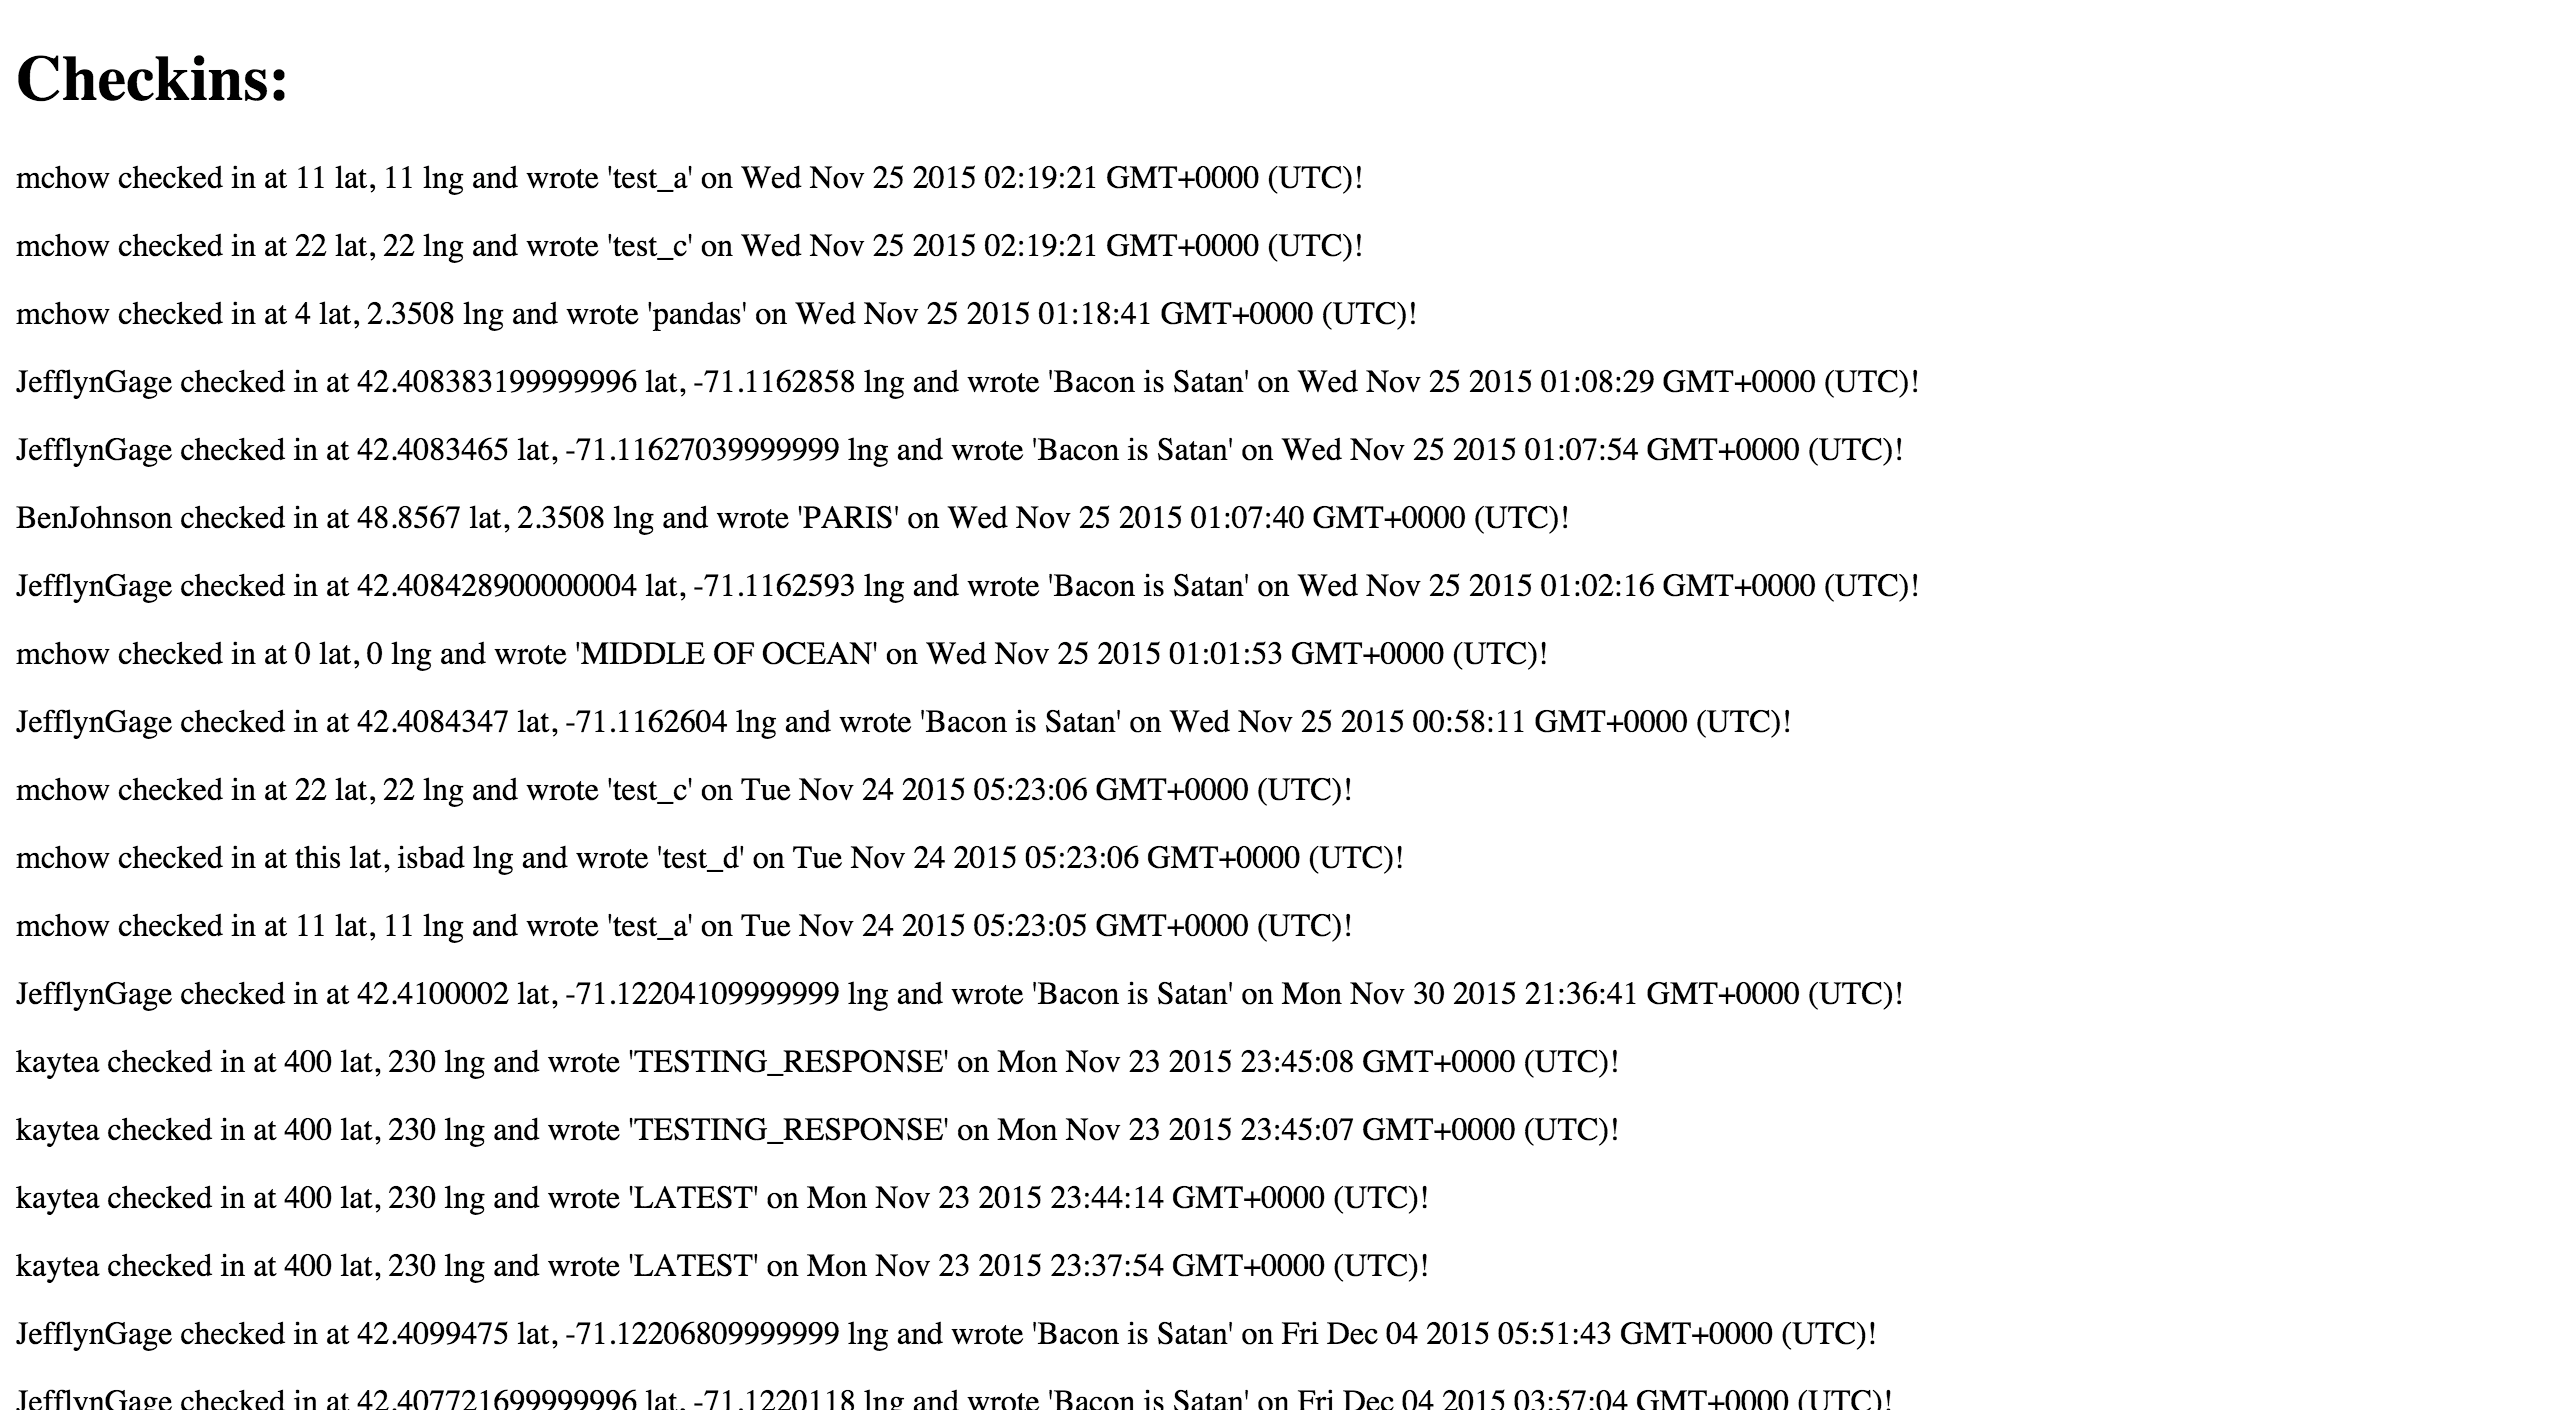 Checkins:
mchow checked in at 11 lat, 11 lng and wrote 'test_a' on Wed Nov 25 2015 02:19:21 GMT+0000 (UTC)!
mchow checked in at 22 lat, 22 lng and wrote 'test_c' on Wed Nov 25 2015 02:19:21 GMT+0000 (UTC)!
mchow checked in at 4 lat, 2.3508 lng and wrote 'pandas' on Wed Nov 25 2015 01:18:41 GMT+0000 (UTC)!
JefflynGage checked in at 42.408383199999996 lat, -71.1162858 lng and wrote 'Bacon is Satan' on Wed Nov 25 2015 01:08:29 GMT+0000 (UTC)!
JefflynGage checked in at 42.4083465 lat, -71.11627039999999 lng and wrote 'Bacon is Satan' on Wed Nov 25 2015 01:07:54 GMT+0000 (UTC)!
BenJohnson checked in at 48.8567 lat, 2.3508 lng and wrote 'PARIS' on Wed Nov 25 2015 01:07:40 GMT+0000 (UTC)!
JefflynGage checked in at 42.408428900000004 lat, -71.1162593 lng and wrote 'Bacon is Satan' on Wed Nov 25 2015 01:02:16 GMT+0000 (UTC)!
mchow checked in at 0 lat, 0 lng and wrote 'MIDDLE OF OCEAN' on Wed Nov 25 2015 01:01:53 GMT+0000 (UTC)!
JefflynGage checked in at 42.4084347 lat, -71.1162604 lng and wrote 'Bacon is Satan' on Wed Nov 25 2015 00:58:11 GMT+0000 (UTC)!
mchow checked in at 22 lat, 22 lng and wrote 'test_c' on Tue Nov 24 2015 05:23:06 GMT+0000 (UTC)!
mchow checked in at this lat, isbad lng and wrote 'test_d' on Tue Nov 24 2015 05:23:06 GMT+0000 (UTC)!
mchow checked in at 11 lat, 11 lng and wrote 'test_a' on Tue Nov 24 2015 05:23:05 GMT+0000 (UTC)!
JefflynGage checked in at 42.4100002 lat, -71.12204109999999 lng and wrote 'Bacon is Satan' on Mon Nov 30 2015 21:36:41 GMT+0000 (UTC)!
kaytea checked in at 400 lat, 230 lng and wrote 'TESTING_RESPONSE' on Mon Nov 23 2015 23:45:08 GMT+0000 (UTC)!
kaytea checked in at 400 lat, 230 lng and wrote 'TESTING_RESPONSE' on Mon Nov 23 2015 23:45:07 GMT+0000 (UTC)!
kaytea checked in at 400 lat, 230 lng and wrote 'LATEST' on Mon Nov 23 2015 23:44:14 GMT+0000 (UTC)!
kaytea checked in at 400 lat, 230 lng and wrote 'LATEST' on Mon Nov 23 2015 23:37:54 GMT+0000 (UTC)!
JefflynGage checked in at 42.4099475 lat, -71.12206809999999 lng and wrote 'Bacon is Satan' on Fri Dec 04 2015 05:51:43 GMT+0000 (UTC)!
JefflynGage checked in at 42.407721699999996 lat, -71.1220118 lng and wrote 'Bacon is Satan' on Fri Dec 04 2015 03:57:04 GMT+0000 (UTC)!